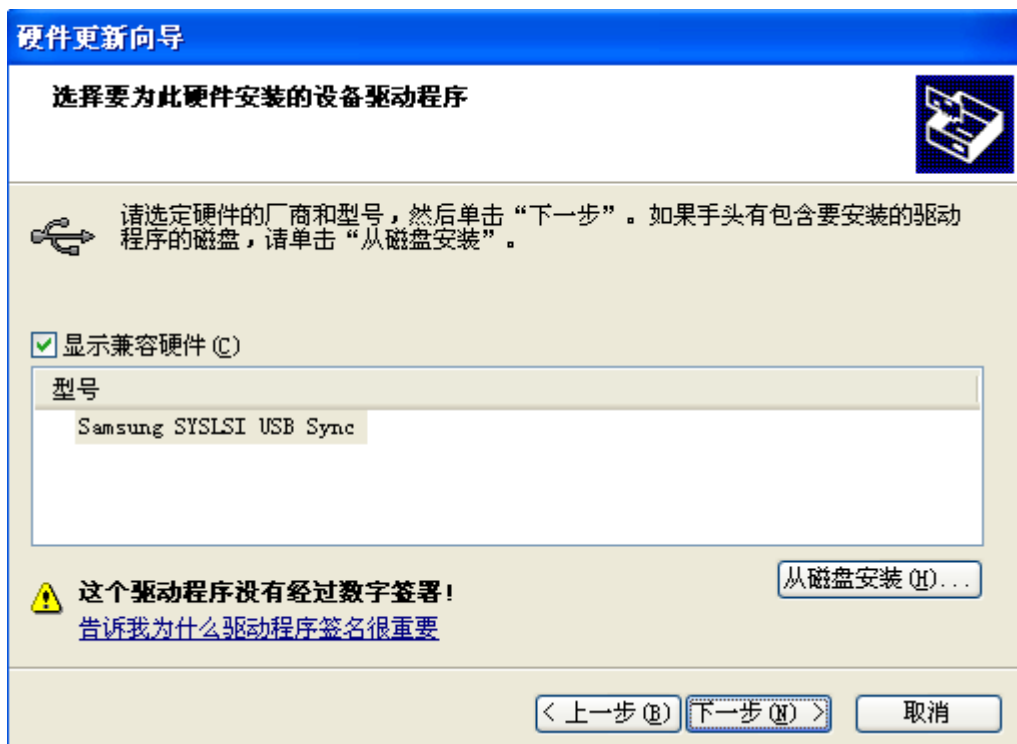 硬件更新向导
选择要为此硬件安装的设备驱动程序
请选定硬件的厂商和型号，然后单击“下一步”。如果手头有包含要安装的驱动
程序的磁盘，请单击“从磁盘安装”。
显示兼容硬件(C)
型号
Samsung SYSLSI USB Sync
这个驱动程序没有经过数字签署!
从磁盘安装(H)...
告诉我为什么驱动程序签名很重要
< 上一步(B)
下一步(N) >
取消